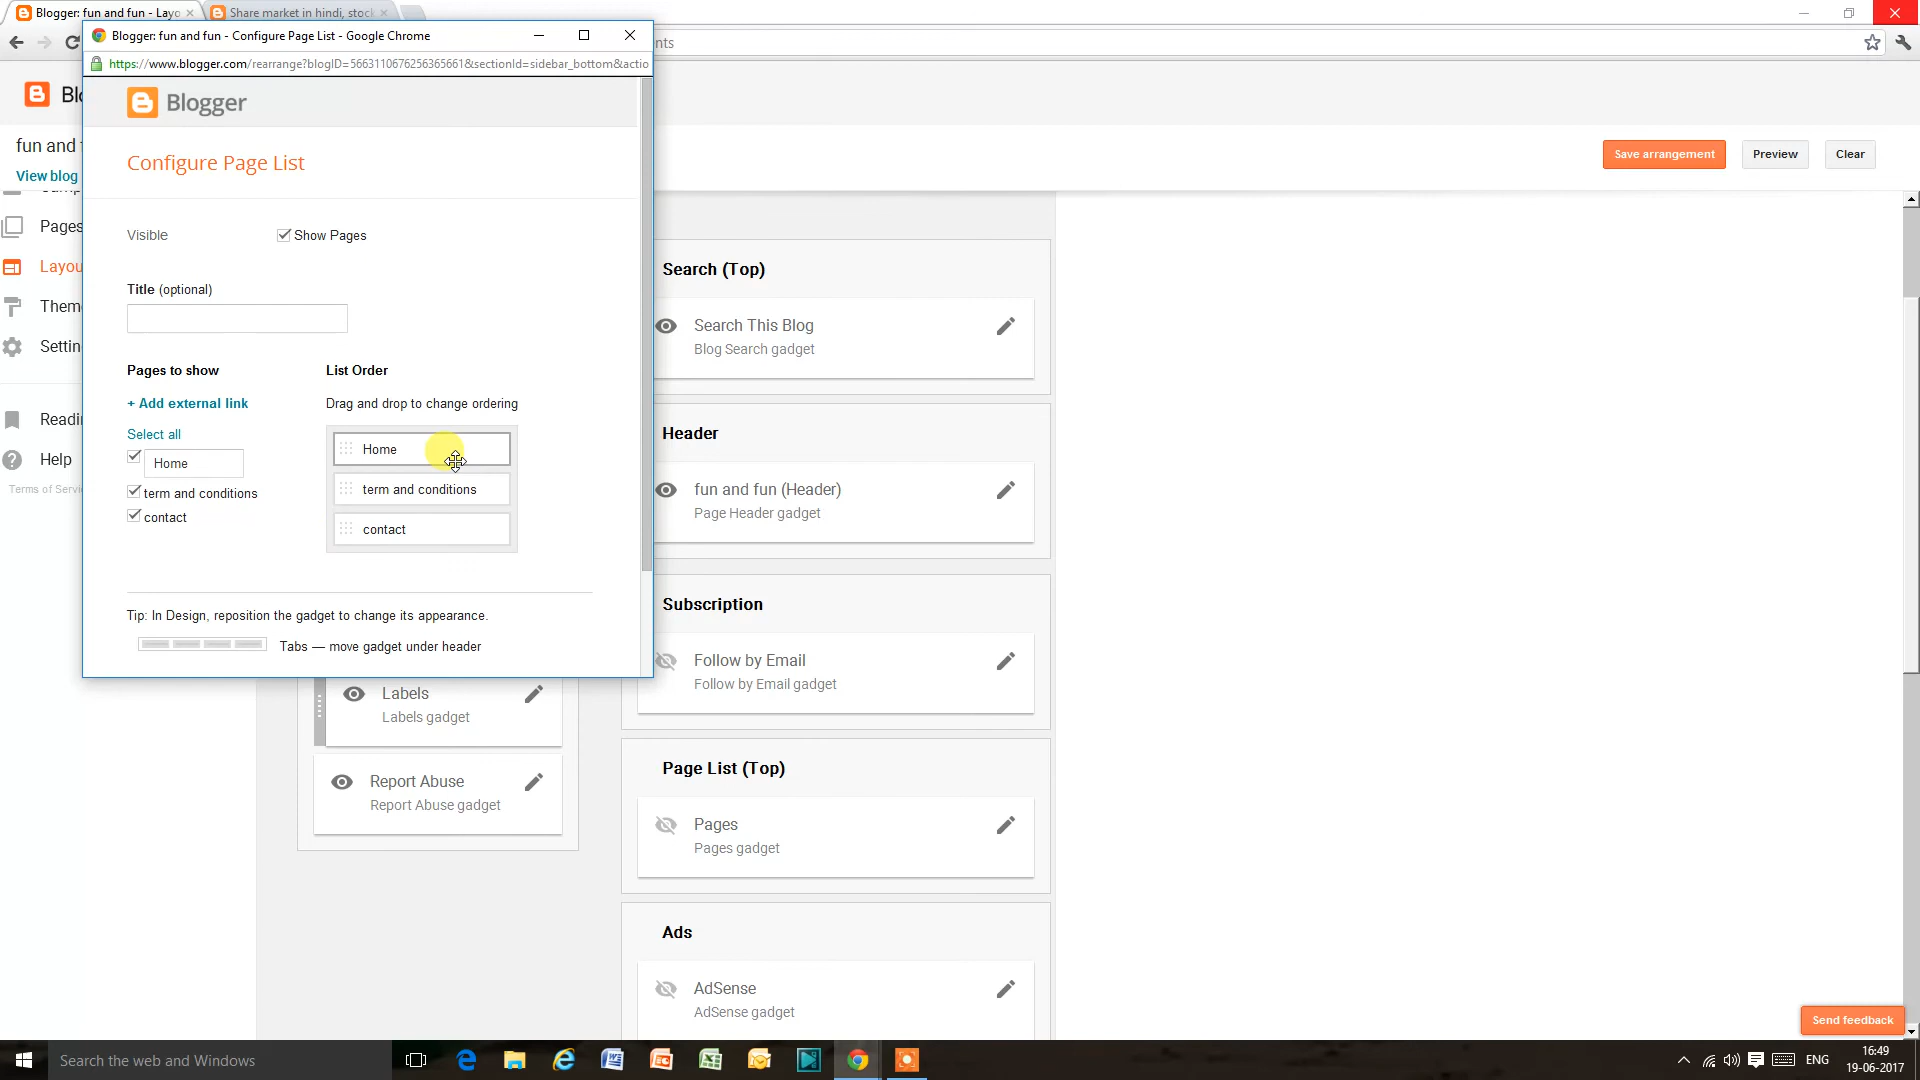 Blogger: fun and fun - Layo
Share market in hindi, stock
Blogger: fun and fun - Configure Page List - Google Chrome
nts
https://www.blogger.com/rearrange?blogID=5663110676256365661&sectionId=sidebar_bottom&actio
Blogger
Configure Page List
fun and f
View blog
Save arrangement
Preview
Clear
Pages
Layou
Them
Settin
Readin
Help
Terms of Servi
Visible
Show Pages
Title (optional)
Pages to show
+ Add external link
Select all
Home
term and conditions
contact
List Order
Drag and drop to change ordering
Home
term and conditions
contact
Tip: In Design, reposition the gadget to change its appearance.
Tabs — move gadget under header
Labels
Labels gadget
Report Abuse
Report Abuse gadget
Search (Top)
Search This Blog
Blog Search gadget
Header
fun and fun (Header)
Page Header gadget
Subscription
Follow by Email
Follow by Email gadget
Page List (Top)
Pages
Pages gadget
Ads
AdSense
AdSense gadget
Send feedback
Search the web and Windows
ENG
16:49
19-06-2017